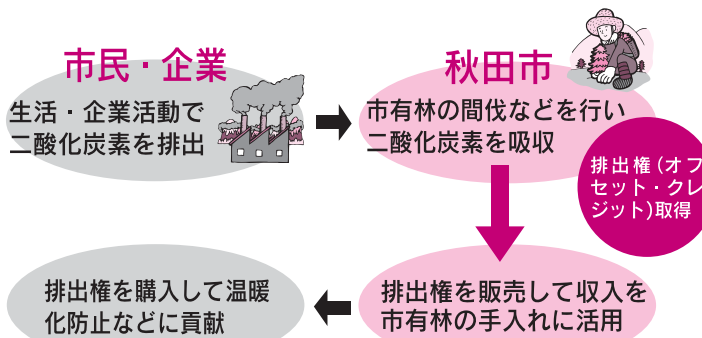 市民・企業
生活・企業活動で
二酸化炭素を排出
秋田市
市有林の間伐などを行い
二酸化炭素を吸収
排出権(オフ
セット・クレ
ジット)取得
排出権を販売して収入を
市有林の手入れに活用
排出権を購入して温暖
化防止などに貢献